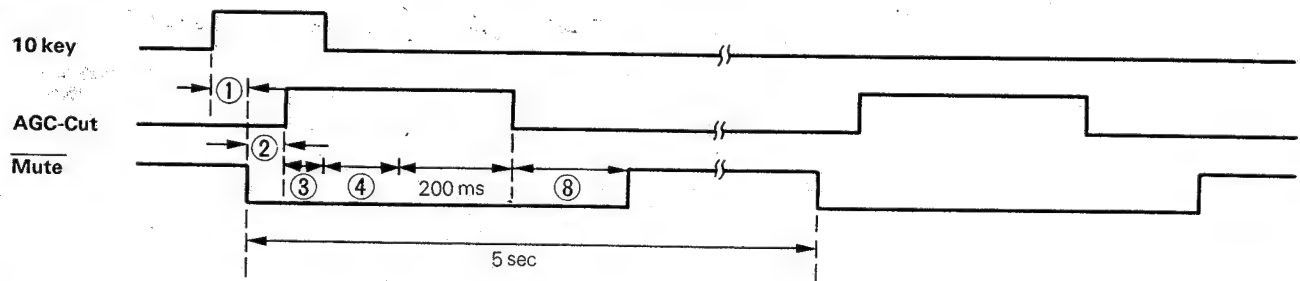 10 key
①
AGC-Cut
②
Mute
③ ④ 200 ms ⑧
5 sec